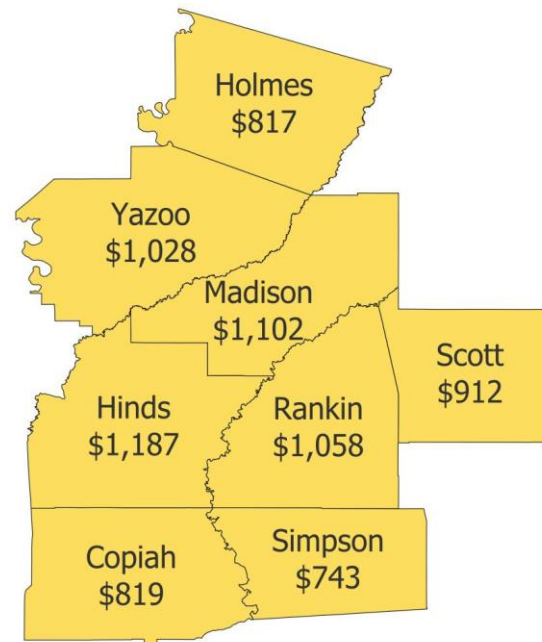 Holmes
$817
Yazoo
$1,028
Madison
$1,102
Scott
$912
Hinds
$1,187
Rankin
$1,058
Copiah
$819
Simpson
$743